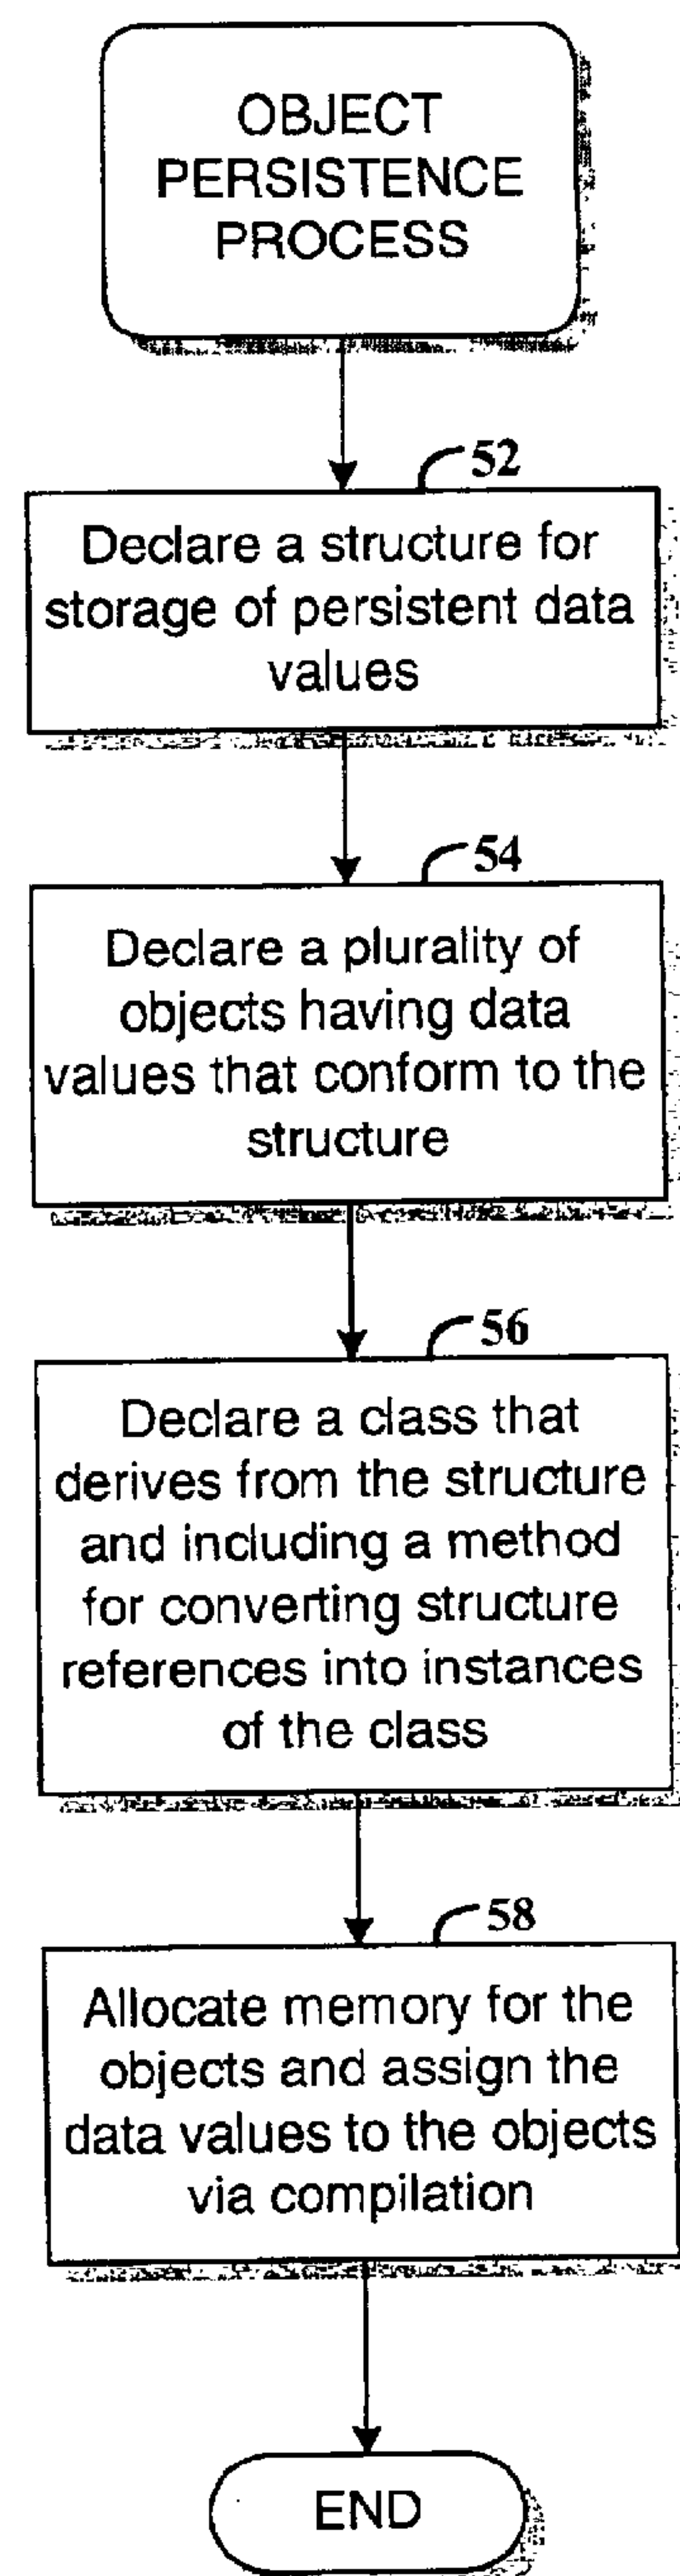 OBJECT
PERSISTENCE
PROCESS
52
Declare a structure for
storage of persistent data
values
54
Declare a plurality of
objects having data
values that conform to the
structure
56
Declare a class that
derives from the structure
and including a method
for converting structure
references into instances
of the class
58
Allocate memory for the
objects and assign the
data values to the objects
via compilation
END